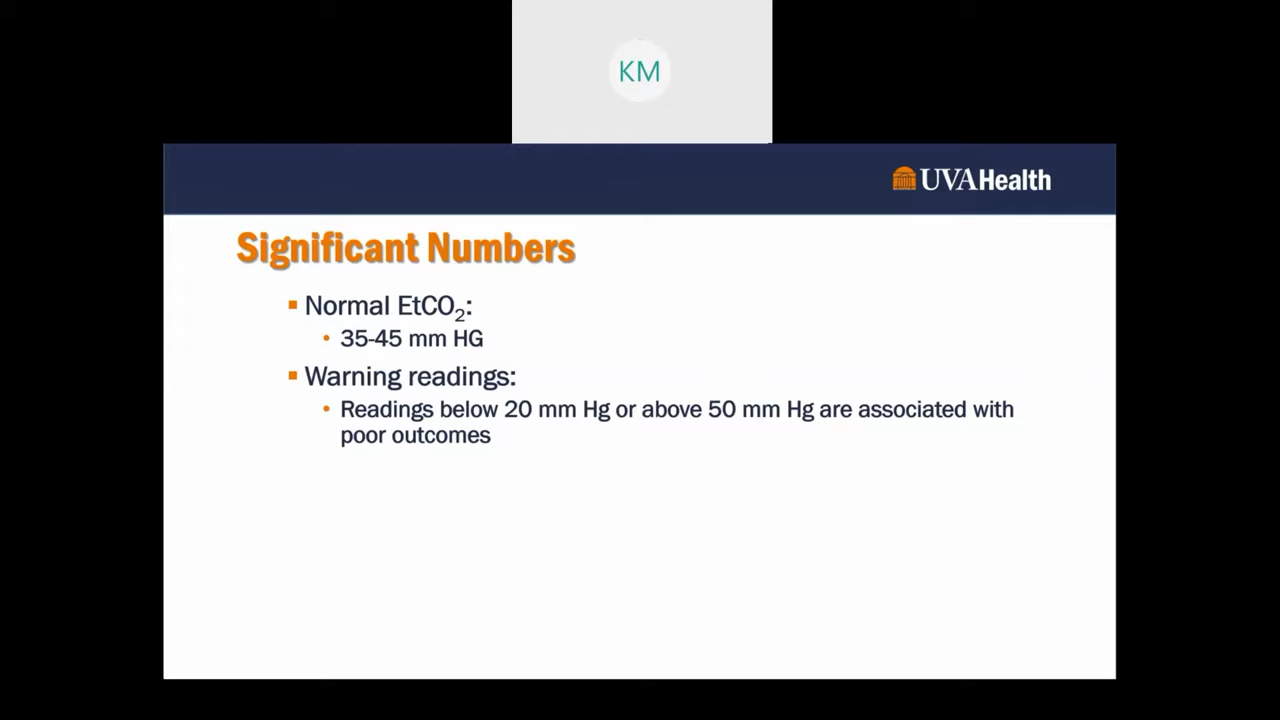 KM
UVAHealth
Significant Numbers
▪ Normal EtCO₂:
• 35-45 mm HG
▪ Warning readings:
• Readings below 20 mm Hg or above 50 mm Hg are associated with
poor outcomes